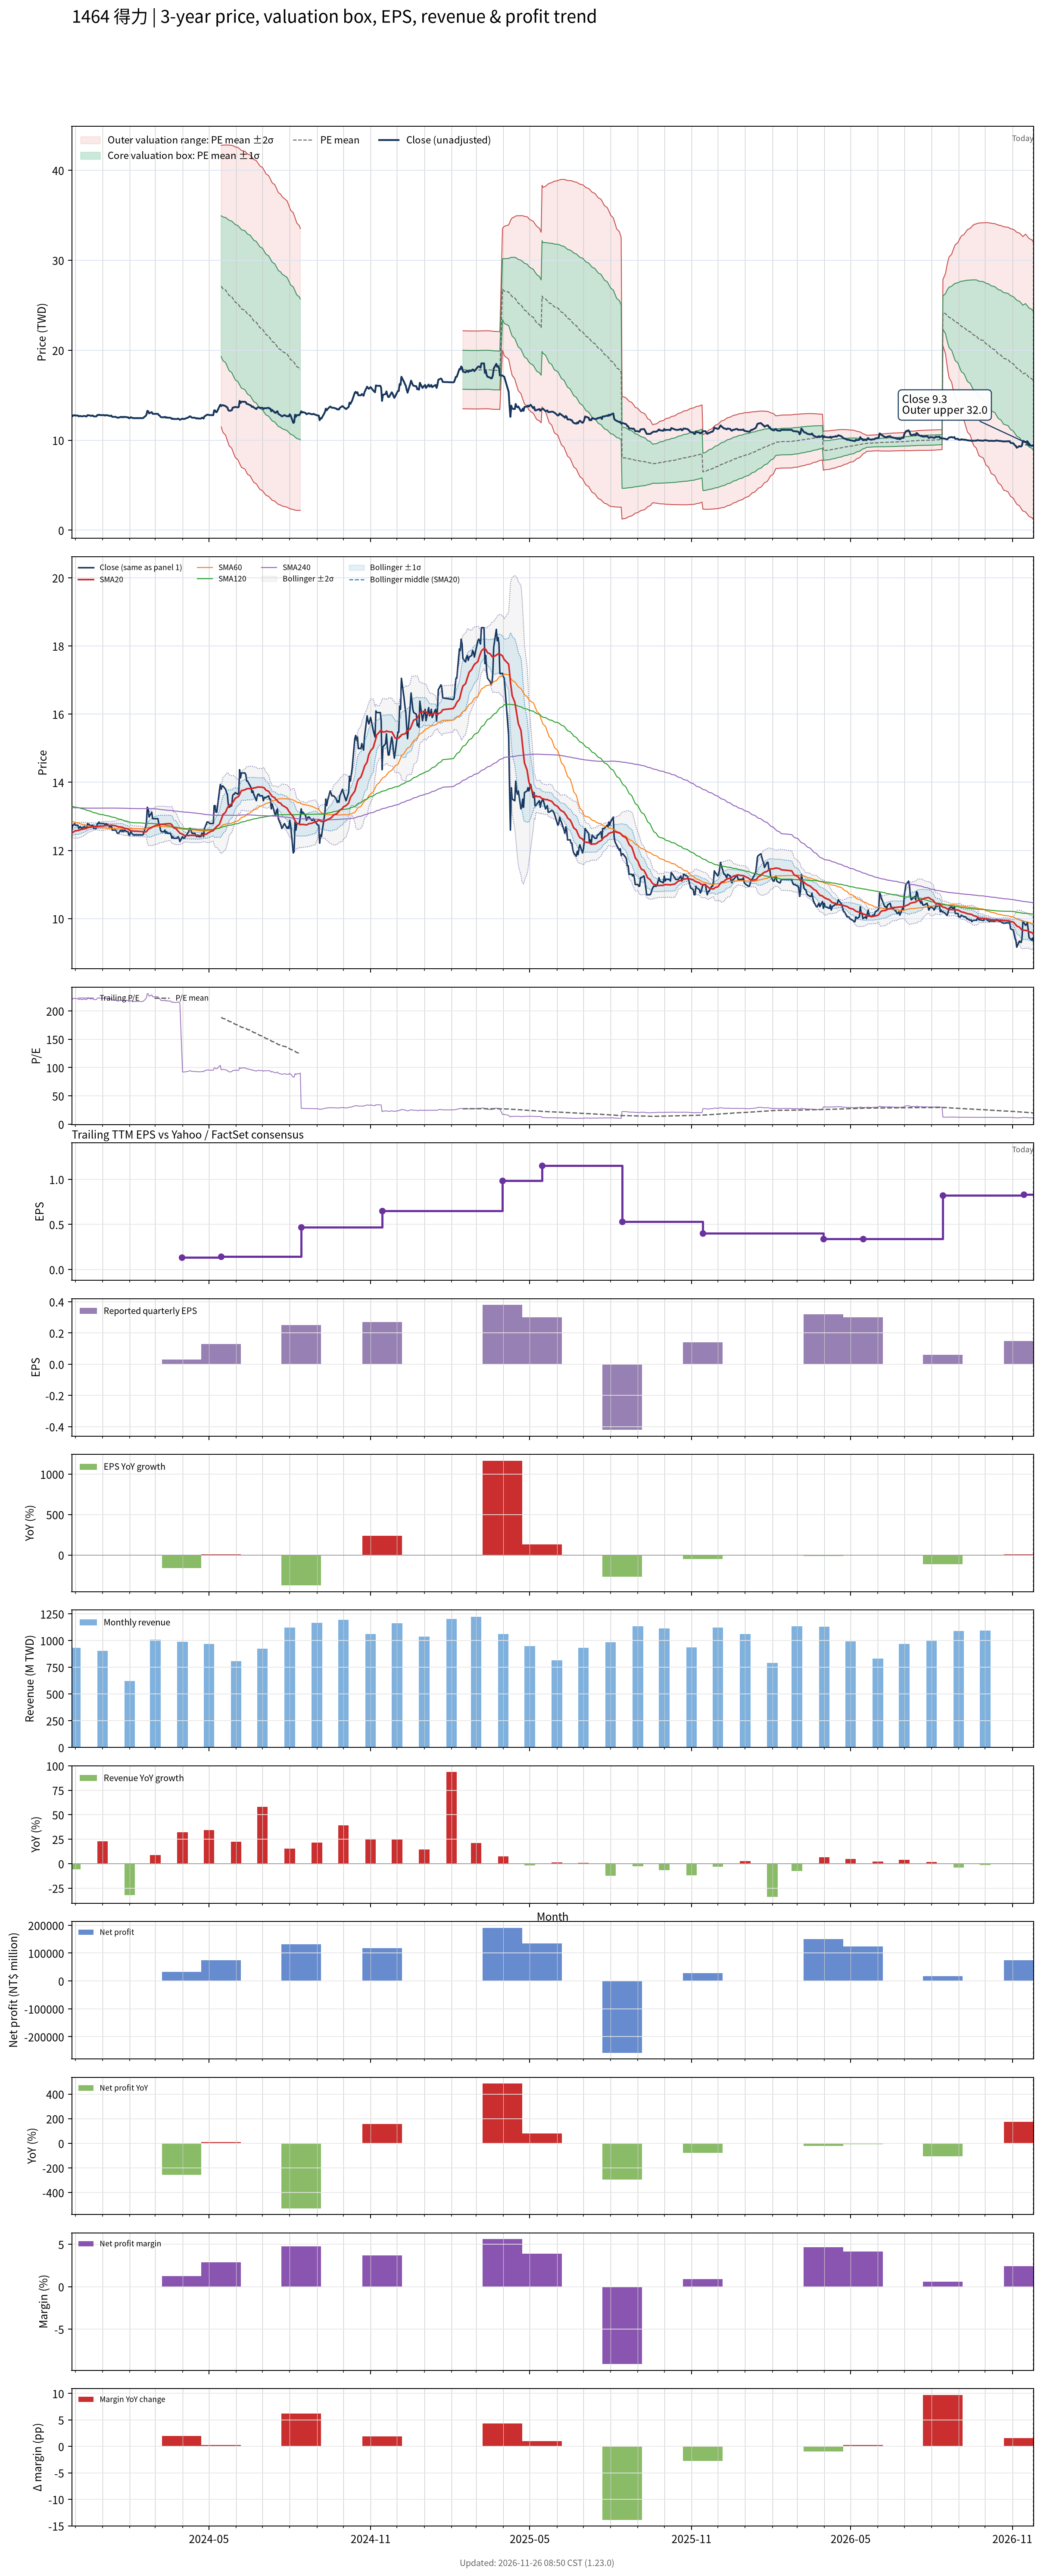 1464 得力 | 3-year price, valuation box, EPS, revenue & profit trend
Outer valuation range: PE mean ±2σ
PE mean
Close (unadjusted)
Core valuation box: PE mean ±1σ
Today
40
30
20
10
0
Price (TWD)
Close 9.3
Outer upper 32.0
Close (same as panel 1)
SMA60
SMA240
Bollinger ±1σ
SMA20
SMA120
Bollinger ±2σ
Bollinger middle (SMA20)
20
18
16
14
12
10
Price
Trailing P/E
P/E mean
200
150
100
50
0
P/E
Trailing TTM EPS vs Yahoo / FactSet consensus
Today
1.0
0.5
0.0
EPS
Reported quarterly EPS
0.4
0.2
0.0
-0.2
-0.4
EPS
EPS YoY growth
1000
500
0
YoY (%)
Monthly revenue
1250
1000
750
500
250
0
Revenue (M TWD)
Revenue YoY growth
100
75
50
25
0
-25
YoY (%)
Month
Net profit
200000
100000
0
-100000
-200000
Net profit (NT$ million)
Net profit YoY
400
200
0
-200
-400
YoY (%)
Net profit margin
5
0
-5
Margin (%)
Margin YoY change
10
5
0
-5
-10
-15
Δ margin (pp)
2024-05
2024-11
2025-05
2025-11
2026-05
2026-11
Updated: 2026-11-26 08:50 CST (1.23.0)